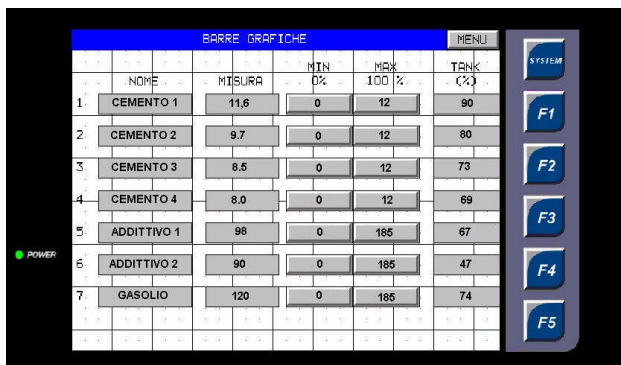 BARRE GRAFICHE MENU
NOME MISURA MIN 0% MAX 100 % TANK (%)
1 CEMENTO 1 11,6 0 12 90
2 CEMENTO 2 9.7 0 12 80
3 CEMENTO 3 8.5 0 12 73
4 CEMENTO 4 8.0 0 12 69
5 ADDITTIVO 1 98 0 185 67
6 ADDITTIVO 2 90 0 185 47
7 GASOLIO 120 0 185 74
POWER
SYSTEM
F1
F2
F3
F4
F5